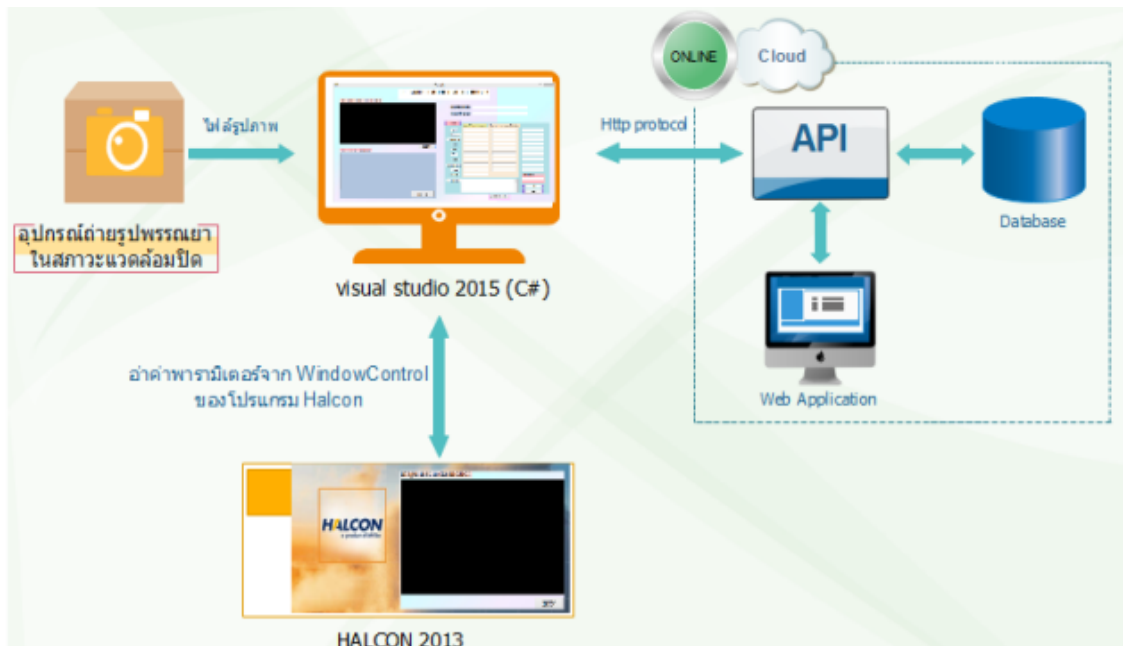 ONLINE
Cloud
ไฟล์รูปภาพ
Http protocol
API
Database
อุปกรณ์ถ่ายรูปพรรณยา
ในสภาวะแวดล้อมปิด
visual studio 2015 (C#)
Web Application
อ่าค่าพารามิเตอร์จาก WindowControl
ของโปรแกรม Halcon
HALCON
HALCON 2013